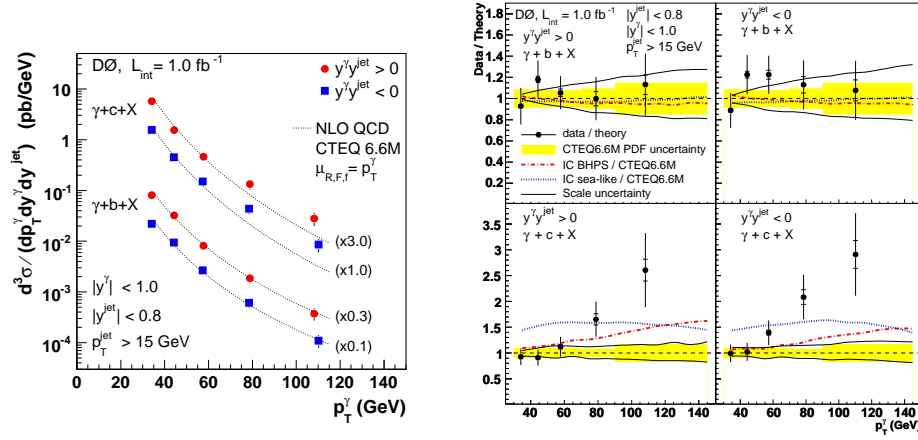 d³σ/(dp_T^γ dy^γ dy^jet) (pb/GeV)
DØ, L_int = 1.0 fb⁻¹
y^γ y^jet > 0
y^γ y^jet < 0
γ+c+X
NLO QCD
CTEQ 6.6M
μ_R,F,f = p_T^γ
γ+b+X
(x3.0)
(x1.0)
|y^γ| < 1.0
|y^jet| < 0.8
p_T^jet > 15 GeV
(x0.3)
(x0.1)
10
1
10⁻¹
10⁻²
10⁻³
10⁻⁴
0 20 40 60 80 100 120 140
p_T^γ (GeV)
Data / Theory
DØ, L_int = 1.0 fb⁻¹
|y^jet| < 0.8
y^γ y^jet > 0
|y^γ| < 1.0
γ + b + X
p_T^jet > 15 GeV
y^γ y^jet < 0
γ + b + X
1.8
1.6
1.4
1.2
1
0.8
0.6
0.4
0.2
data / theory
CTEQ6.6M PDF uncertainty
IC BHPS / CTEQ6.6M
IC sea-like / CTEQ6.6M
Scale uncertainty
y^γ y^jet > 0
γ + c + X
y^γ y^jet < 0
γ + c + X
3.5
3
2.5
2
1.5
1
0.5
40 60 80 100 120 140
40 60 80 100 120 140
p_T^γ (GeV)